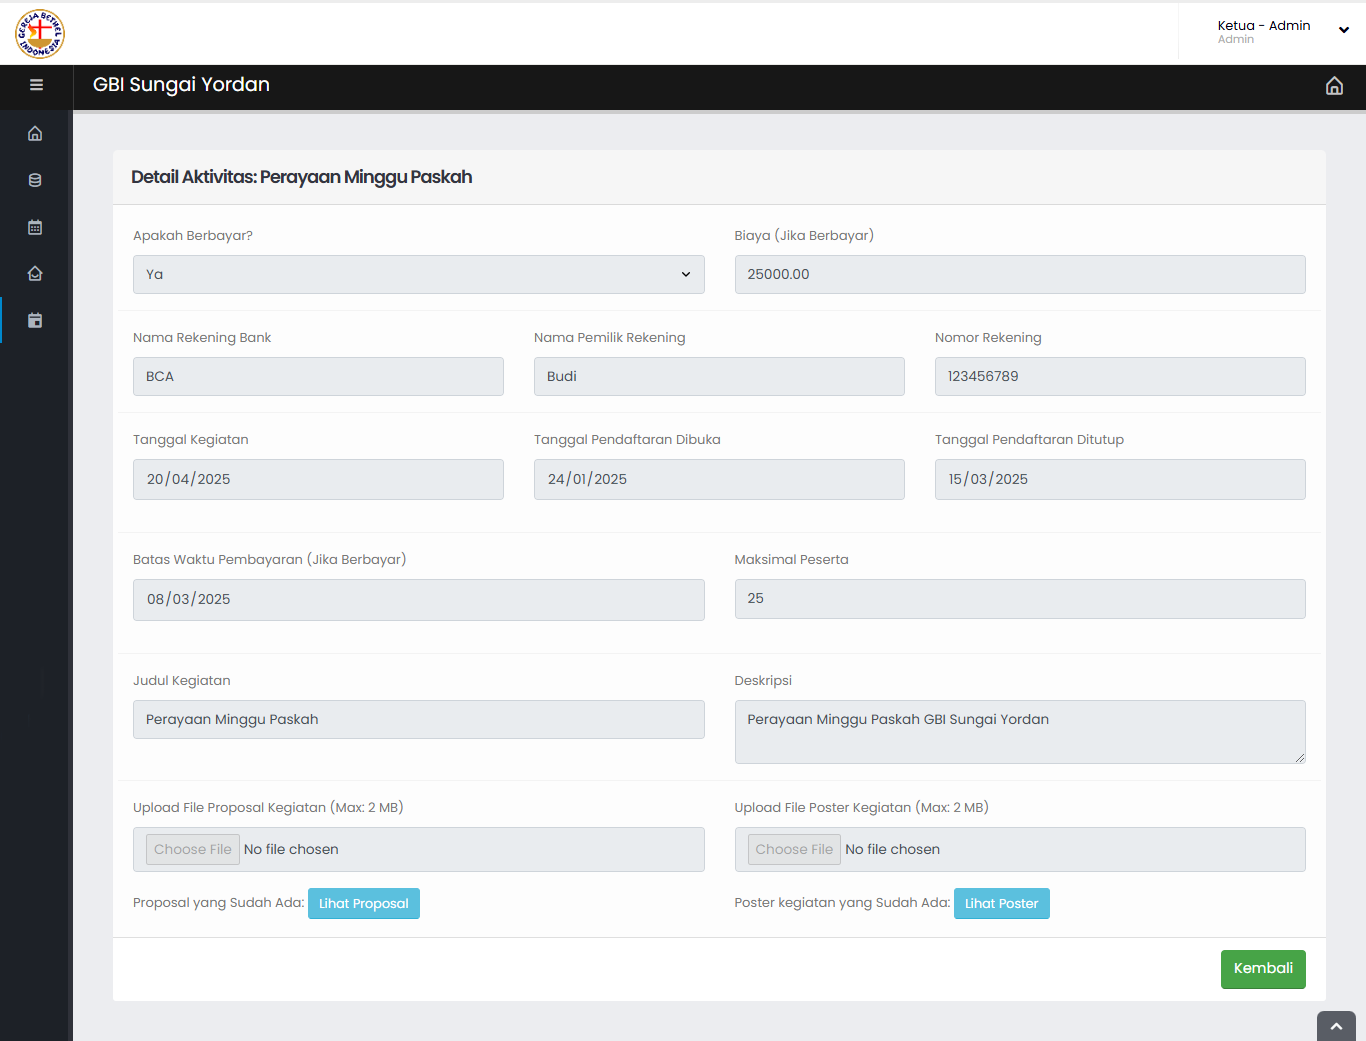 GEREJA BETHEL INDONESIA
Ketua - Admin
Admin
GBI Sungai Yordan
Detail Aktivitas: Perayaan Minggu Paskah
Apakah Berbayar?
Biaya (Jika Berbayar)
Ya
25000.00
Nama Rekening Bank
Nama Pemilik Rekening
Nomor Rekening
BCA
Budi
123456789
Tanggal Kegiatan
Tanggal Pendaftaran Dibuka
Tanggal Pendaftaran Ditutup
20/04/2025
24/01/2025
15/03/2025
Batas Waktu Pembayaran (Jika Berbayar)
Maksimal Peserta
08/03/2025
25
Judul Kegiatan
Deskripsi
Perayaan Minggu Paskah
Perayaan Minggu Paskah GBI Sungai Yordan
Upload File Proposal Kegiatan (Max: 2 MB)
Upload File Poster Kegiatan (Max: 2 MB)
Choose File No file chosen
Choose File No file chosen
Proposal yang Sudah Ada: Lihat Proposal
Poster kegiatan yang Sudah Ada: Lihat Poster
Kembali